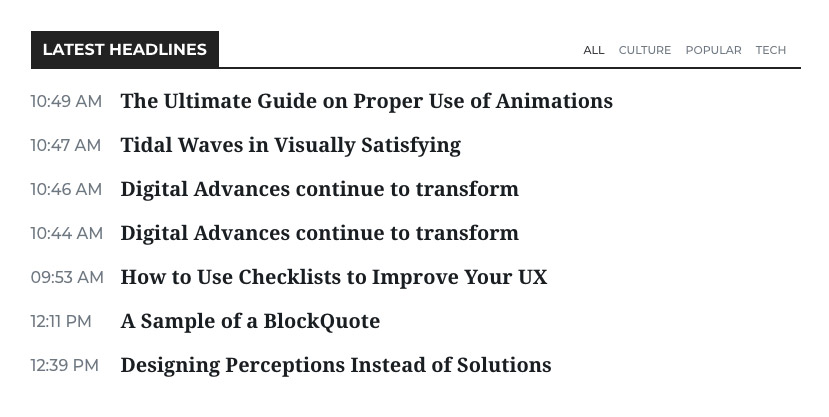 LATEST HEADLINES ALL CULTURE POPULAR TECH
10:49 AM The Ultimate Guide on Proper Use of Animations
10:47 AM Tidal Waves in Visually Satisfying
10:46 AM Digital Advances continue to transform
10:44 AM Digital Advances continue to transform
09:53 AM How to Use Checklists to Improve Your UX
12:11 PM A Sample of a BlockQuote
12:39 PM Designing Perceptions Instead of Solutions